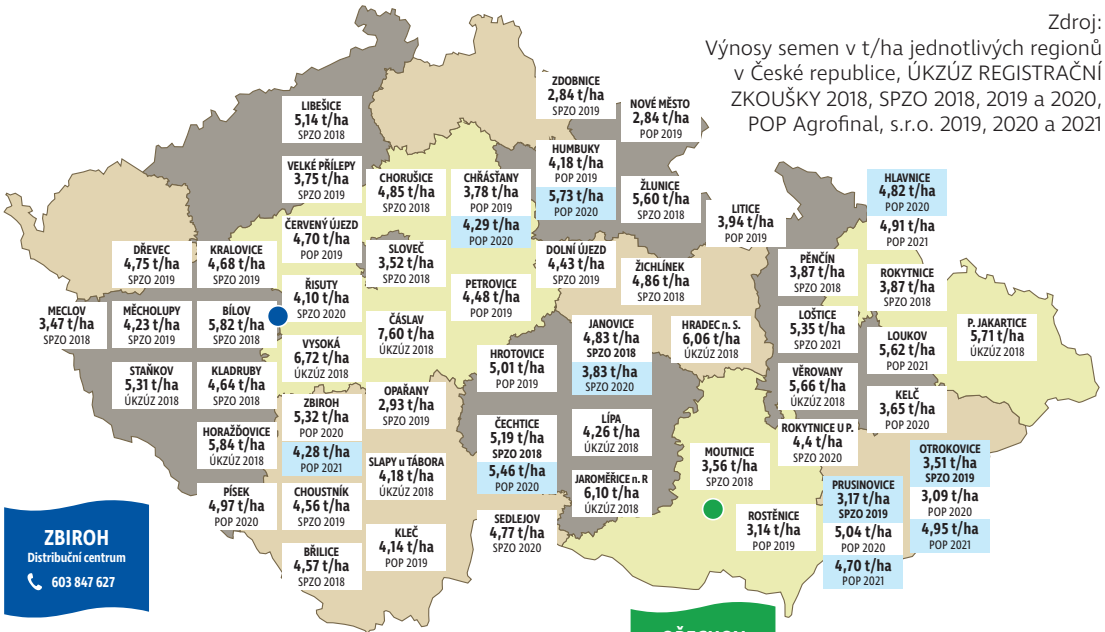 Zdroj:
Výnosy semen v t/ha jednotlivých regionů
v České republice, ÚKZÚZ REGISTRAČNÍ
ZKOUŠKY 2018, SPZO 2018, 2019 a 2020,
POP Agrofinal, s.r.o. 2019, 2020 a 2021
LIBEŠICE
5,14 t/ha
SPZO 2018
ZDOBNICE
2,84 t/ha
SPZO 2019
NOVÉ MĚSTO
2,84 t/ha
POP 2019
VELKÉ PŘÍLEPY
3,75 t/ha
SPZO 2019
CHORUŠICE
4,85 t/ha
SPZO 2018
CHŘÁŠŤANY
3,78 t/ha
POP 2019
4,29 t/ha
POP 2020
HUMBUKY
4,18 t/ha
POP 2019
5,73 t/ha
POP 2020
ŽLUNICE
5,60 t/ha
SPZO 2018
LITICE
3,94 t/ha
POP 2019
HLAVNICE
4,82 t/ha
POP 2020
4,91 t/ha
POP 2021
DŘEVEC
4,75 t/ha
SPZO 2019
KRALOVICE
4,68 t/ha
SPZO 2019
ČERVENÝ ÚJEZD
4,70 t/ha
POP 2019
SLOVEČ
3,52 t/ha
SPZO 2018
DOLNÍ ÚJEZD
4,43 t/ha
SPZO 2019
ŽICHLÍNEK
4,86 t/ha
SPZO 2018
PĚNČÍN
3,87 t/ha
SPZO 2018
ROKYTNICE
3,87 t/ha
SPZO 2018
MECLOV
3,47 t/ha
SPZO 2018
MĚCHOLUPY
4,23 t/ha
SPZO 2019
BÍLOV
5,82 t/ha
SPZO 2019
ŘISUTY
4,10 t/ha
SPZO 2020
PETROVICE
4,48 t/ha
POP 2019
ČÁSLAV
7,60 t/ha
ÚKZÚZ 2018
JANOVICE
4,83 t/ha
SPZO 2018
3,83 t/ha
SPZO 2020
HRADEC n. S.
6,06 t/ha
ÚKZÚZ 2018
LOŠTICE
5,35 t/ha
SPZO 2021
LOUKOV
5,62 t/ha
POP 2021
P. JAKARTICE
5,71 t/ha
ÚKZÚZ 2018
STAŇKOV
5,31 t/ha
ÚKZÚZ 2018
KLADRUBY
4,64 t/ha
SPZO 2018
VYSOKÁ
6,72 t/ha
ÚKZÚZ 2018
HROTOVICE
5,01 t/ha
POP 2019
VĚROVANY
5,66 t/ha
ÚKZÚZ 2018
KELČ
3,65 t/ha
POP 2020
HORAŽĎOVICE
5,84 t/ha
ÚKZÚZ 2018
ZBIROH
5,32 t/ha
POP 2020
4,28 t/ha
POP 2021
OPAŘANY
2,93 t/ha
SPZO 2019
ČECHTICE
5,19 t/ha
SPZO 2018
5,46 t/ha
POP 2020
LÍPA
4,26 t/ha
ÚKZÚZ 2018
MOUTNICE
3,56 t/ha
SPZO 2018
ROKYTNICE U P.
4,4 t/ha
SPZO 2020
OTROKOVICE
3,51 t/ha
SPZO 2019
3,09 t/ha
POP 2020
4,95 t/ha
POP 2021
PÍSEK
4,97 t/ha
POP 2020
CHOUSTNÍK
4,56 t/ha
SPZO 2019
SLAPY u TÁBORA
4,18 t/ha
ÚKZÚZ 2018
JAROMĚŘICE n. R
6,10 t/ha
ÚKZÚZ 2018
PRUSINOVICE
3,17 t/ha
SPZO 2019
5,04 t/ha
POP 2020
4,70 t/ha
POP 2021
BŘILICE
4,57 t/ha
SPZO 2018
KLEČ
4,14 t/ha
POP 2019
SEDLEJOV
4,77 t/ha
SPZO 2020
ROSTĚNICE
3,14 t/ha
POP 2019
ZBIROH
Distribuční centrum
603 847 627